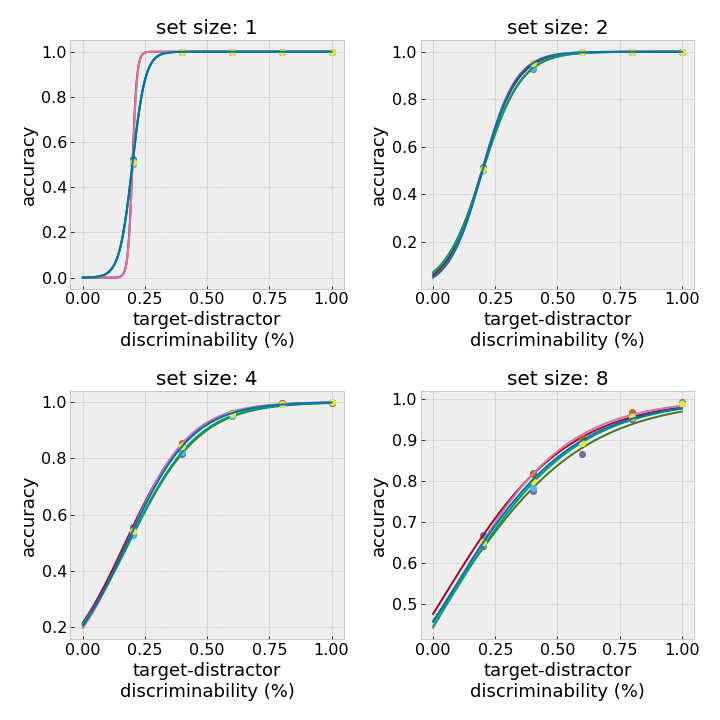 set size: 1
accuracy
1.0
0.8
0.6
0.4
0.2
0.0
0.00 0.25 0.50 0.75 1.00
target-distractor
discriminability (%)
set size: 2
accuracy
1.0
0.8
0.6
0.4
0.2
0.00 0.25 0.50 0.75 1.00
target-distractor
discriminability (%)
set size: 4
accuracy
1.0
0.8
0.6
0.4
0.2
0.00 0.25 0.50 0.75 1.00
target-distractor
discriminability (%)
set size: 8
accuracy
1.0
0.9
0.8
0.7
0.6
0.5
0.00 0.25 0.50 0.75 1.00
target-distractor
discriminability (%)